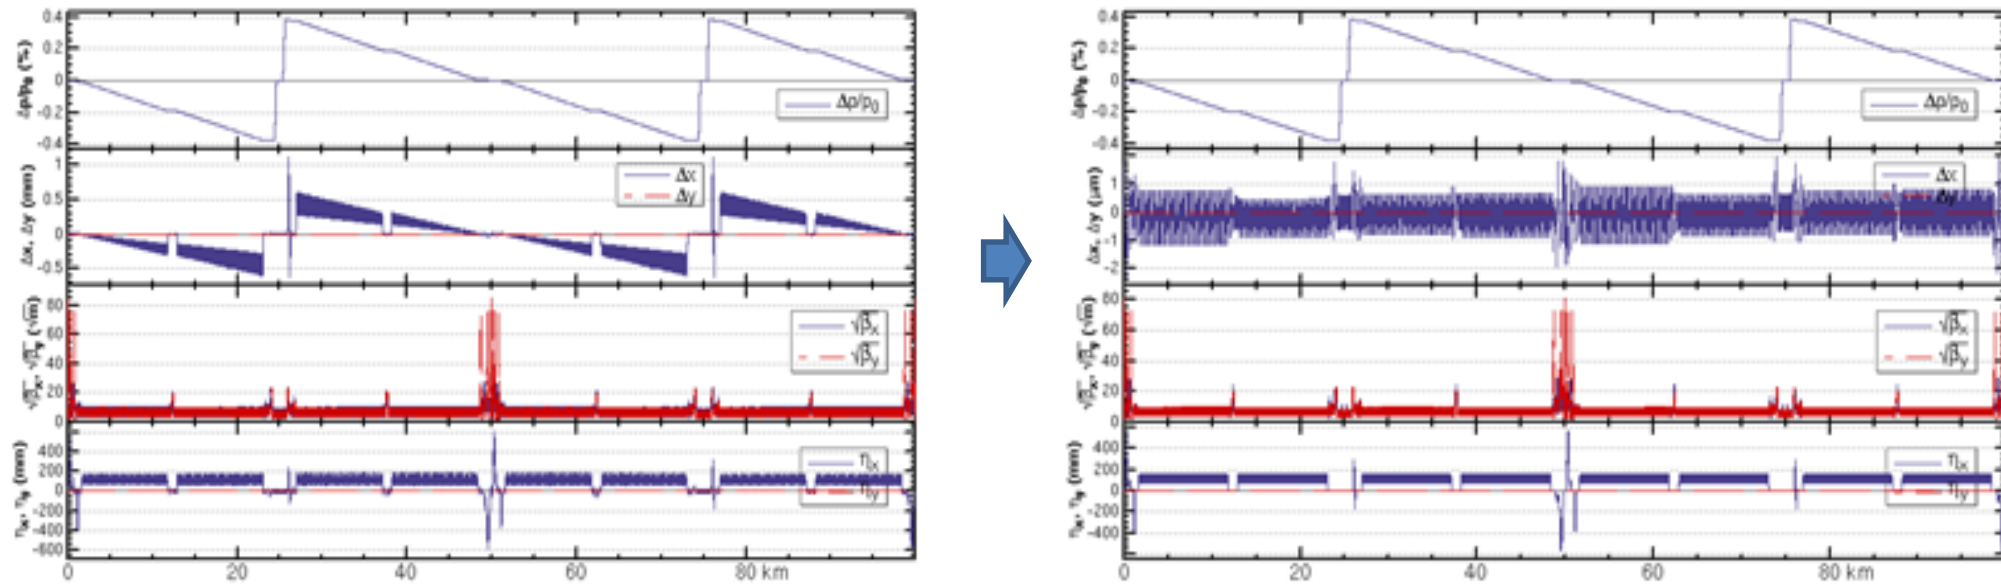 0.4
0.2
0
-0.2
-0.4
Δp/p₀ (%)
Δp/p₀
1
0.5
0
-0.5
Δx, Δy (mm)
Δx
Δy
80
60
40
20
0
√βx, √βy (√m)
√βx
√βy
400
200
0
-200
-400
-600
ηx, ηy (mm)
ηx
ηy
0 20 40 60 80 km
0.4
0.2
0
-0.2
-0.4
Δp/p₀ (%)
Δp/p₀
1
0
-1
-2
Δx, Δy (μm)
Δx
Δy
80
60
40
20
0
√βx, √βy (√m)
√βx
√βy
400
200
0
-200
-400
ηx, ηy (mm)
ηx
ηy
0 20 40 60 80 km